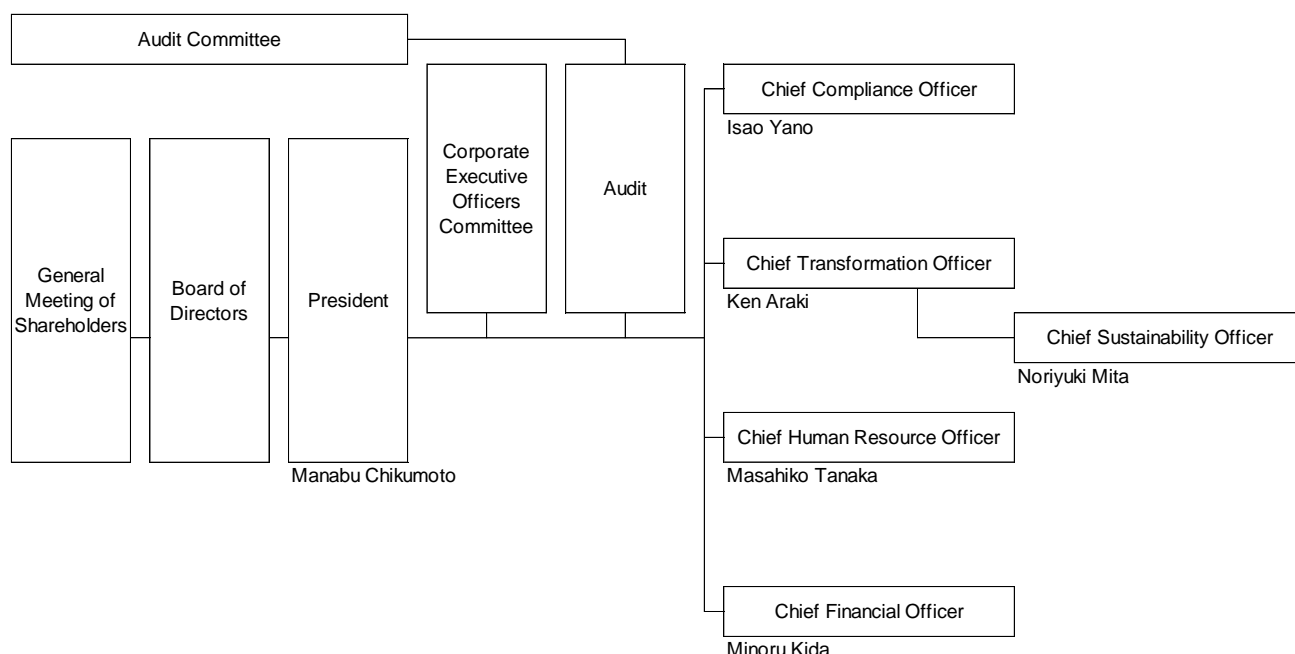 Audit Committee
General
Meeting of
Shareholders
Board of
Directors
President
Manabu Chikumoto
Corporate
Executive
Officers
Committee
Audit
Chief Compliance Officer
Isao Yano
Chief Transformation Officer
Ken Araki
Chief Sustainability Officer
Noriyuki Mita
Chief Human Resource Officer
Masahiko Tanaka
Chief Financial Officer
Minoru Kida